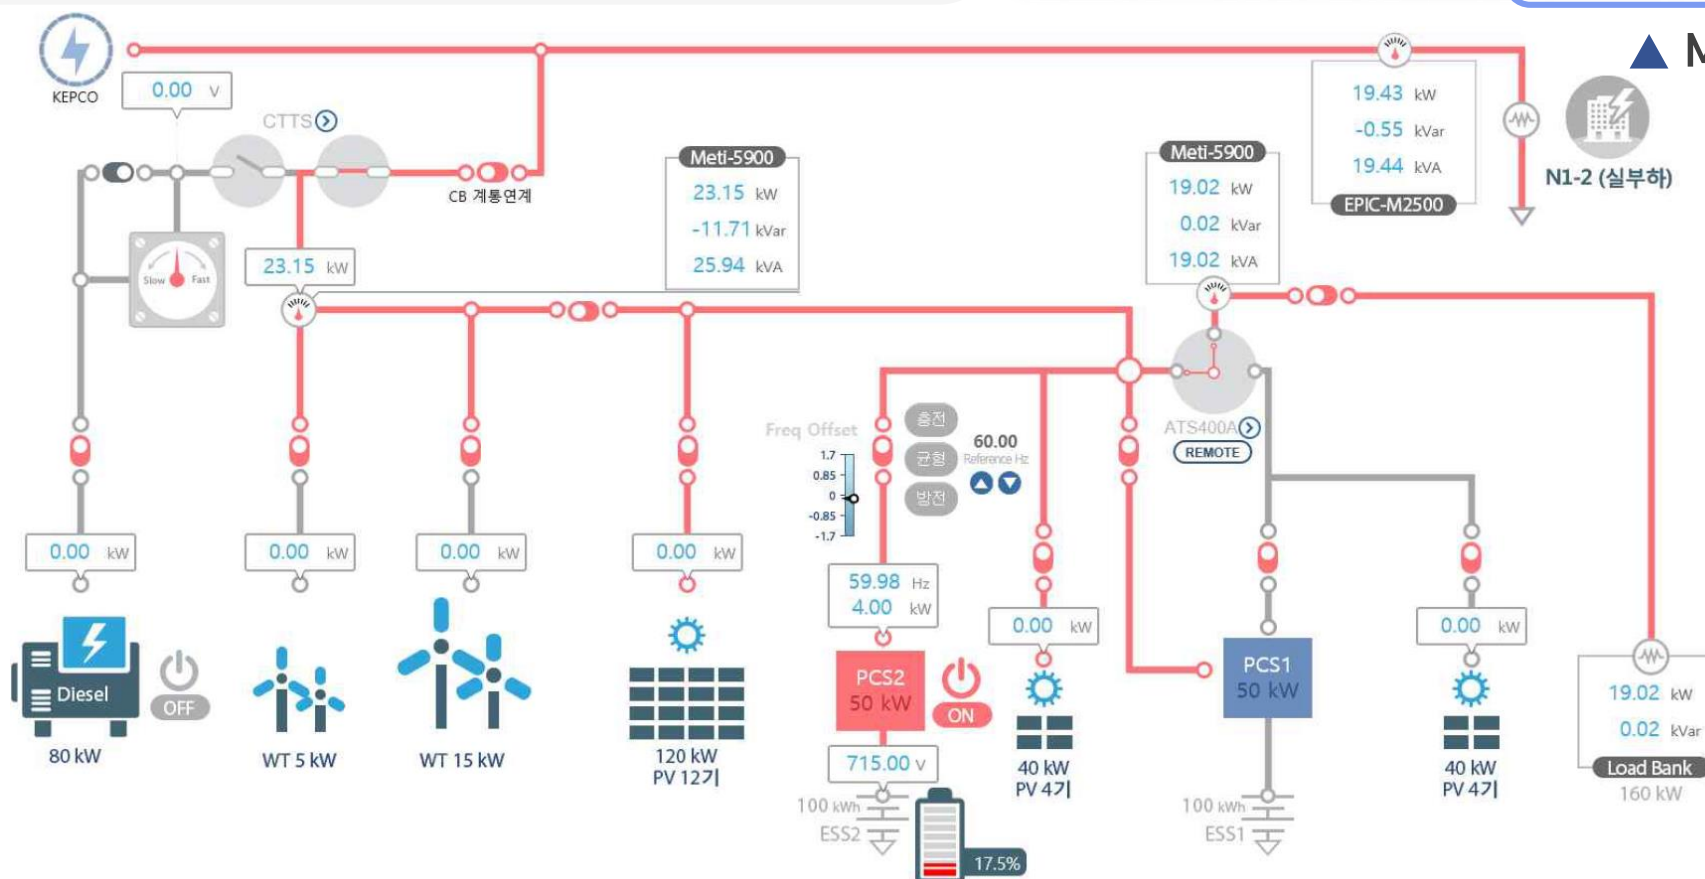 M
KEPCO
0.00 V
CTTS
CB 계통연계
Meti-5900
23.15 kW
-11.71 kVar
25.94 kVA
Meti-5900
19.02 kW
0.02 kVar
19.02 kVA
19.43 kW
-0.55 kVar
19.44 kVA
EPIC-M2500
N1-2 (실부하)
Slow Fast
23.15 kW
Freq Offset
1.7
0.85
0
-0.85
-1.7
충전
균형
방전
60.00
Reference Hz
ATS400A
REMOTE
0.00 kW
0.00 kW
0.00 kW
0.00 kW
59.98 Hz
4.00 kW
0.00 kW
0.00 kW
Diesel
OFF
80 kW
WT 5 kW
WT 15 kW
120 kW
PV 12기
PCS2
50 kW
ON
715.00 V
100 kWh
ESS2
17.5%
40 kW
PV 4기
PCS1
50 kW
100 kWh
ESS1
40 kW
PV 4기
19.02 kW
0.02 kVar
Load Bank
160 kW